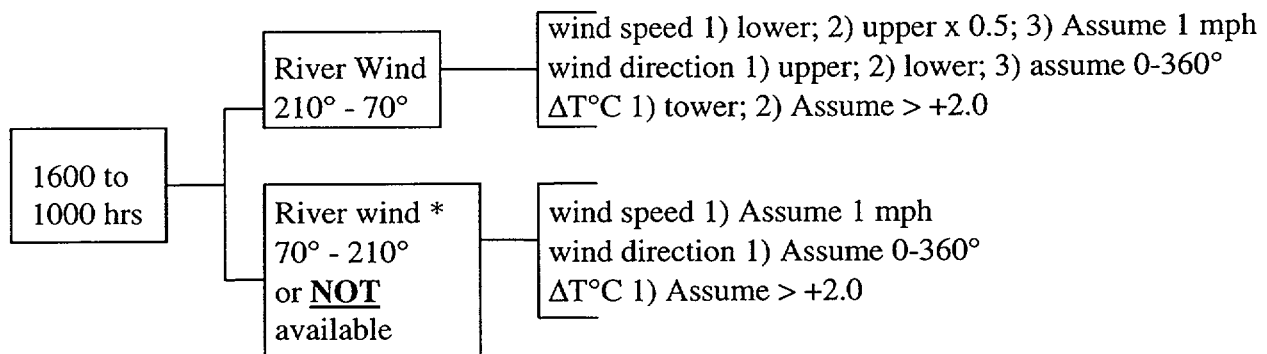 1600 to
1000 hrs
River Wind
210° - 70°
wind speed 1) lower; 2) upper x 0.5; 3) Assume 1 mph
wind direction 1) upper; 2) lower; 3) assume 0-360°
ΔT°C 1) tower; 2) Assume > +2.0
River wind *
70° - 210°
or NOT
available
wind speed 1) Assume 1 mph
wind direction 1) Assume 0-360°
ΔT°C 1) Assume > +2.0